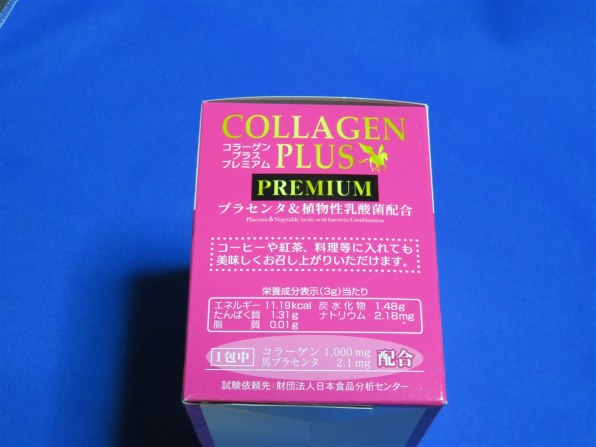 COLLAGEN
コラーゲン
プラス
プレミアム
PLUS
PREMIUM
プラセンタ&植物性乳酸菌配合
Placenta&Vegetable lactic acid bacteria Combination
コーヒーや紅茶、料理等に入れても
美味しくお召し上がりいただけます。
栄養成分表示(3g)当たり
エネルギー 11.19kcal 炭水化物 1.48g
たんぱく質 1.31g ナトリウム 2.18mg
脂質 0.01g
1包中 コラーゲン 1,000mg 配合
馬プラセンタ 2.1mg
試験依頼先:財団法人日本食品分析センター